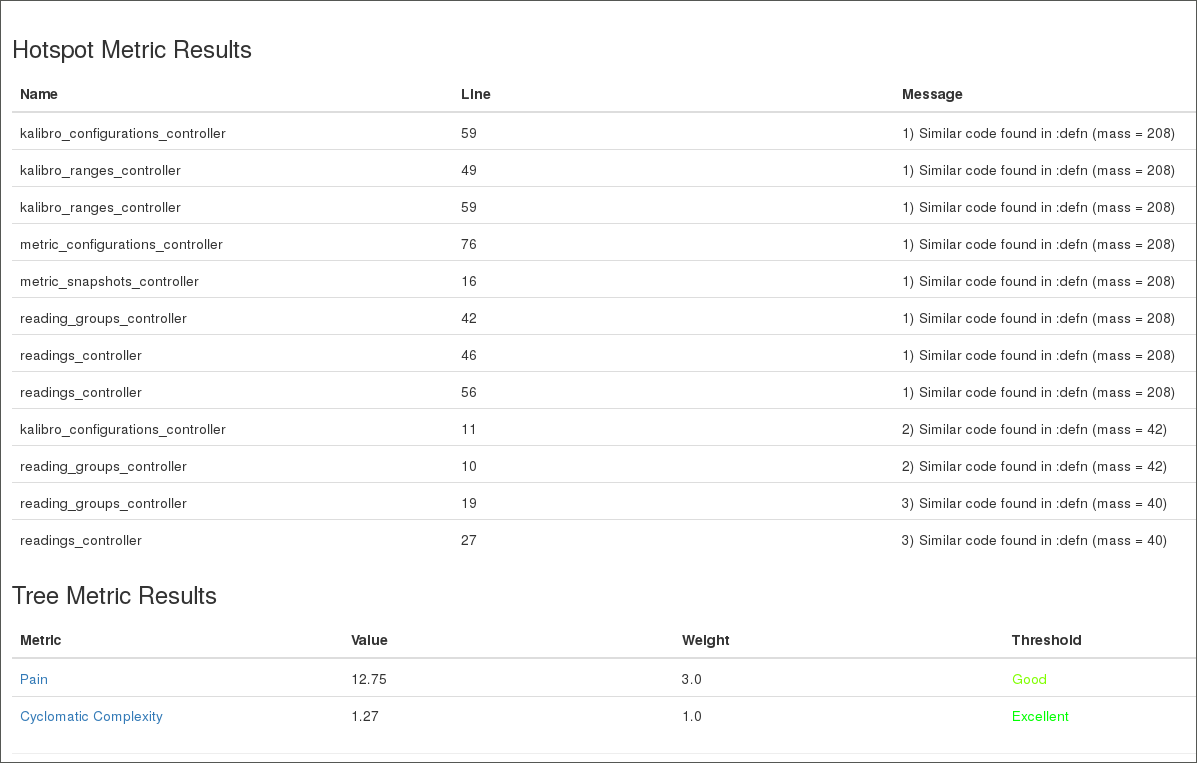 Hotspot Metric Results
Name Line Message
kalibro_configurations_controller 59 1) Similar code found in :defn (mass = 208)
kalibro_ranges_controller 49 1) Similar code found in :defn (mass = 208)
kalibro_ranges_controller 59 1) Similar code found in :defn (mass = 208)
metric_configurations_controller 76 1) Similar code found in :defn (mass = 208)
metric_snapshots_controller 16 1) Similar code found in :defn (mass = 208)
reading_groups_controller 42 1) Similar code found in :defn (mass = 208)
readings_controller 46 1) Similar code found in :defn (mass = 208)
readings_controller 56 1) Similar code found in :defn (mass = 208)
kalibro_configurations_controller 11 2) Similar code found in :defn (mass = 42)
reading_groups_controller 10 2) Similar code found in :defn (mass = 42)
reading_groups_controller 19 3) Similar code found in :defn (mass = 40)
readings_controller 27 3) Similar code found in :defn (mass = 40)
Tree Metric Results
Metric Value Weight Threshold
Pain 12.75 3.0 Good
Cyclomatic Complexity 1.27 1.0 Excellent